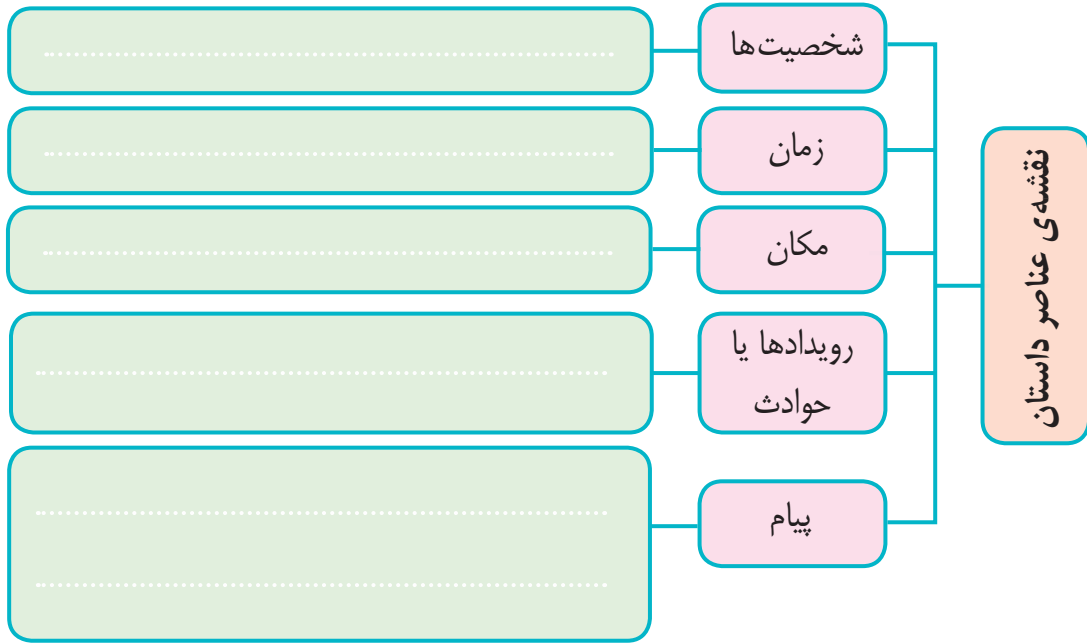 نقشه‌ی عناصر داستان
شخصیت‌ها
زمان
مکان
رویدادها یا
حوادث
پیام